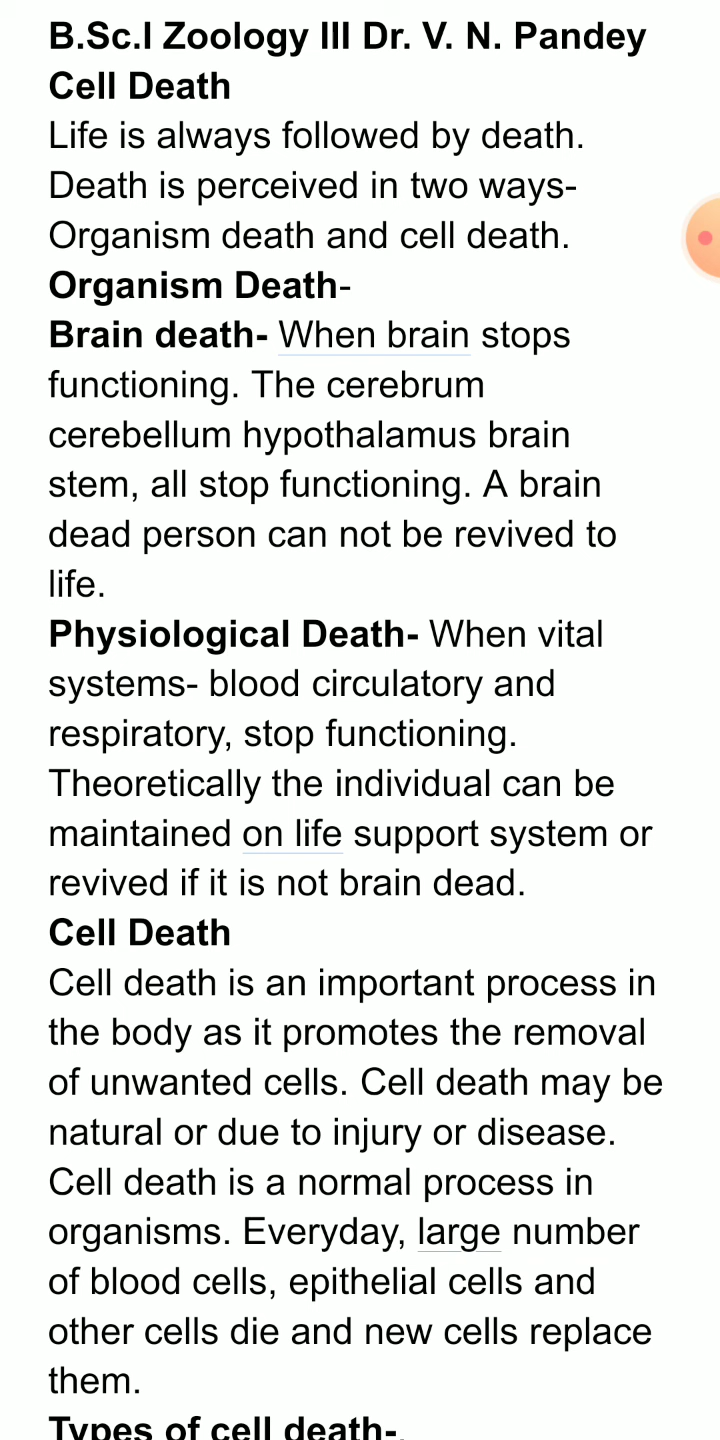 B.Sc.I Zoology III Dr. V. N. Pandey
Cell Death
Life is always followed by death.
Death is perceived in two ways-
Organism death and cell death.
Organism Death-
Brain death- When brain stops
functioning. The cerebrum
cerebellum hypothalamus brain
stem, all stop functioning. A brain
dead person can not be revived to
life.
Physiological Death- When vital
systems- blood circulatory and
respiratory, stop functioning.
Theoretically the individual can be
maintained on life support system or
revived if it is not brain dead.
Cell Death
Cell death is an important process in
the body as it promotes the removal
of unwanted cells. Cell death may be
natural or due to injury or disease.
Cell death is a normal process in
organisms. Everyday, large number
of blood cells, epithelial cells and
other cells die and new cells replace
them.
Types of cell death-.